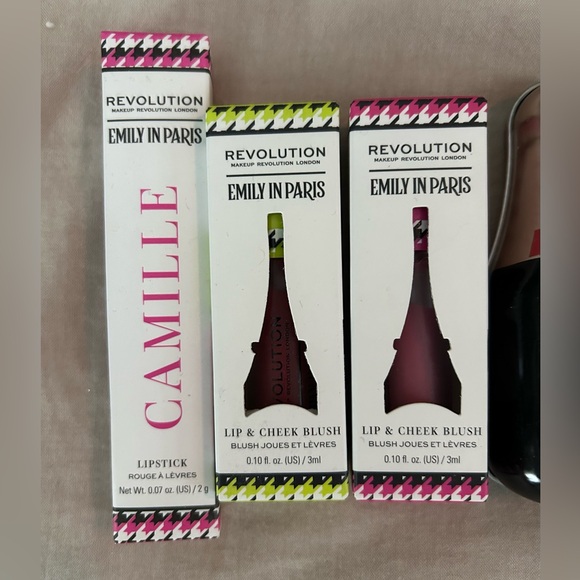 REVOLUTION
MAKEUP REVOLUTION LONDON
EMILY IN PARIS
CAMILLE
LIPSTICK
ROUGE À LÈVRES
Net Wt. 0.07 oz. (US) / 2 g
REVOLUTION
MAKEUP REVOLUTION LONDON
EMILY IN PARIS
LIP & CHEEK BLUSH
BLUSH JOUES ET LÈVRES
0.10 fl. oz. (US) / 3ml
REVOLUTION
MAKEUP REVOLUTION LONDON
EMILY IN PARIS
LIP & CHEEK BLUSH
BLUSH JOUES ET LÈVRES
0.10 fl. oz. (US) / 3ml